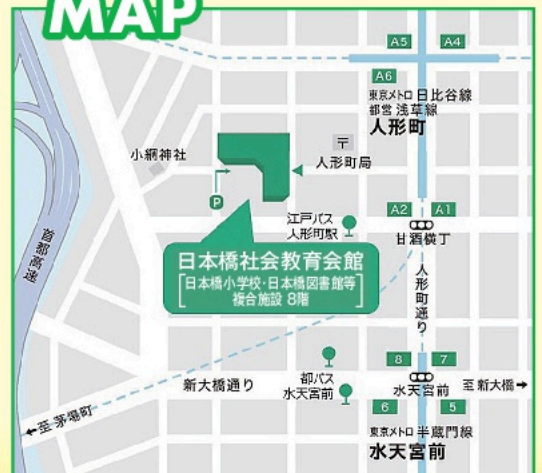 MAP
A5
A4
A6
東京メトロ 日比谷線
都営 浅草線
人形町
〒
人形町局
小網神社
P
江戸バス
人形町駅
A2
A1
甘酒横丁
日本橋社会教育会館
[日本橋小学校・日本橋図書館等
複合施設 8階]
首都高速
人形町通り
8
7
新大橋通り
都バス
水天宮前
水天宮前
至新大橋→
←至 茅場町
6
5
東京メトロ 半蔵門線
水天宮前